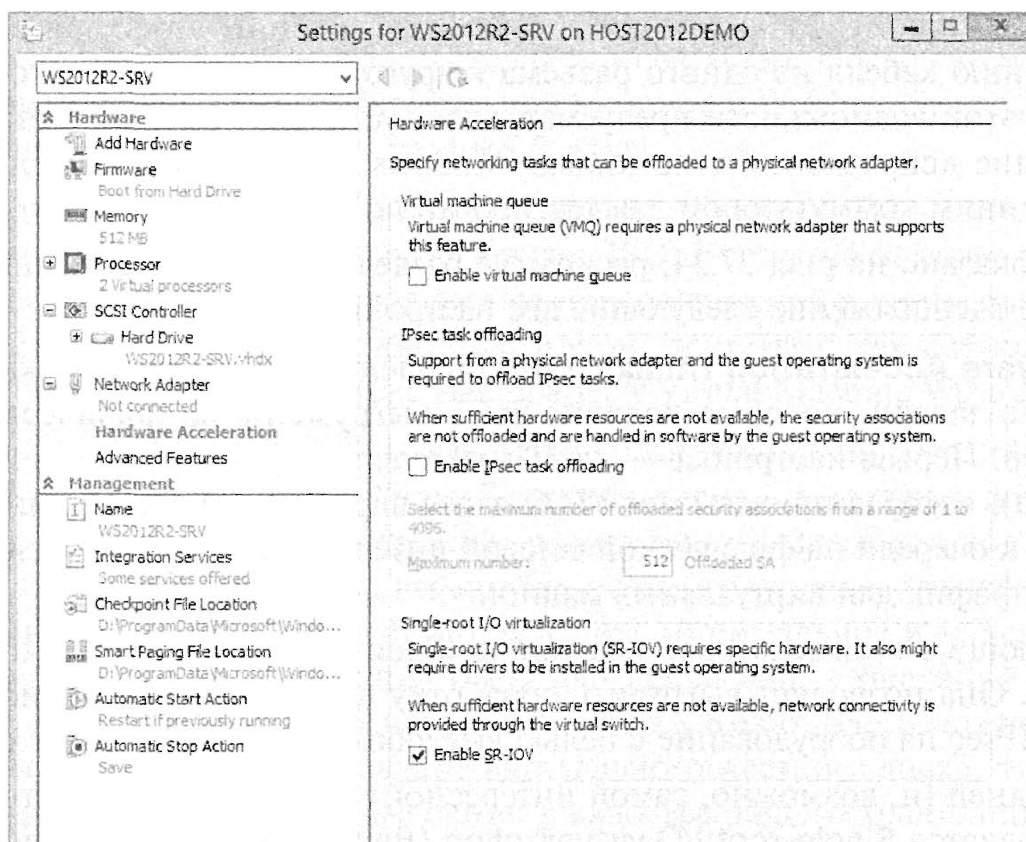 Settings for WS2012R2-SRV on HOST2012DEMO
WS2012R2-SRV
Hardware
Add Hardware
Firmware
Boot from Hard Drive
Memory
512 MB
Processor
2 Virtual processors
SCSI Controller
Hard Drive
WS2012R2-SRV.vhdx
Network Adapter
Not connected
Hardware Acceleration
Advanced Features
Management
Name
WS2012R2-SRV
Integration Services
Some services offered
Checkpoint File Location
D:\ProgramData\Microsoft\Windo...
Smart Paging File Location
D:\ProgramData\Microsoft\Windo...
Automatic Start Action
Restart if previously running
Automatic Stop Action
Save
Hardware Acceleration
Specify networking tasks that can be offloaded to a physical network adapter.
Virtual machine queue
Virtual machine queue (VMQ) requires a physical network adapter that supports
this feature.
Enable virtual machine queue
IPsec task offloading
Support from a physical network adapter and the guest operating system is
required to offload IPsec tasks.
When sufficient hardware resources are not available, the security associations
are not offloaded and are handled in software by the guest operating system.
Enable IPsec task offloading
Select the maximum number of offloaded security associations from a range of 1 to
4096.
Maximum number: 512 Offloaded SA
Single-root I/O virtualization
Single-root I/O virtualization (SR-IOV) requires specific hardware. It also might
require drivers to be installed in the guest operating system.
When sufficient hardware resources are not available, network connectivity is
provided through the virtual switch.
Enable SR-IOV